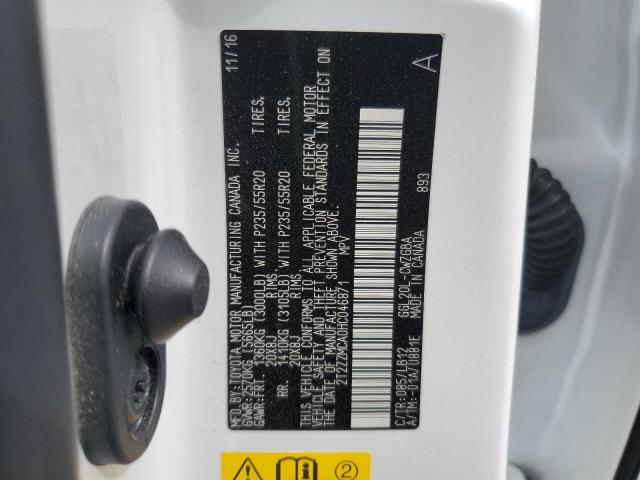 MFD.BY:TOYOTA MOTOR MANUFACTURING CANADA INC. 11/16
GVWR:2570KG (5665LB)
GAWR:FRT. 1360KG (3000LB) WITH P235/55R20 TIRES,
20X8J RIMS,
RR. 1410KG (3105LB) WITH P235/55R20 TIRES,
20X8J RIMS.
THIS VEHICLE CONFORMS TO ALL APPLICABLE FEDERAL MOTOR
VEHICLE SAFETY AND THEFT PREVENTION STANDARDS IN EFFECT ON
THE DATE OF MANUFACTURE SHOWN ABOVE.
2T2ZZMCA0HC046871 MPV
A
893
C/TR:085/LB12 GGL20L-CWZGBA
A/TM:-01A/U881E MADE IN CANADA
2